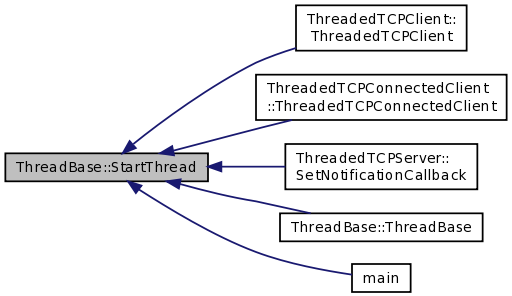 ThreadedTCPClient::
ThreadedTCPClient
ThreadedTCPConnectedClient
::ThreadedTCPConnectedClient
ThreadBase::StartThread
ThreadedTCPServer::
SetNotificationCallback
ThreadBase::ThreadBase
main